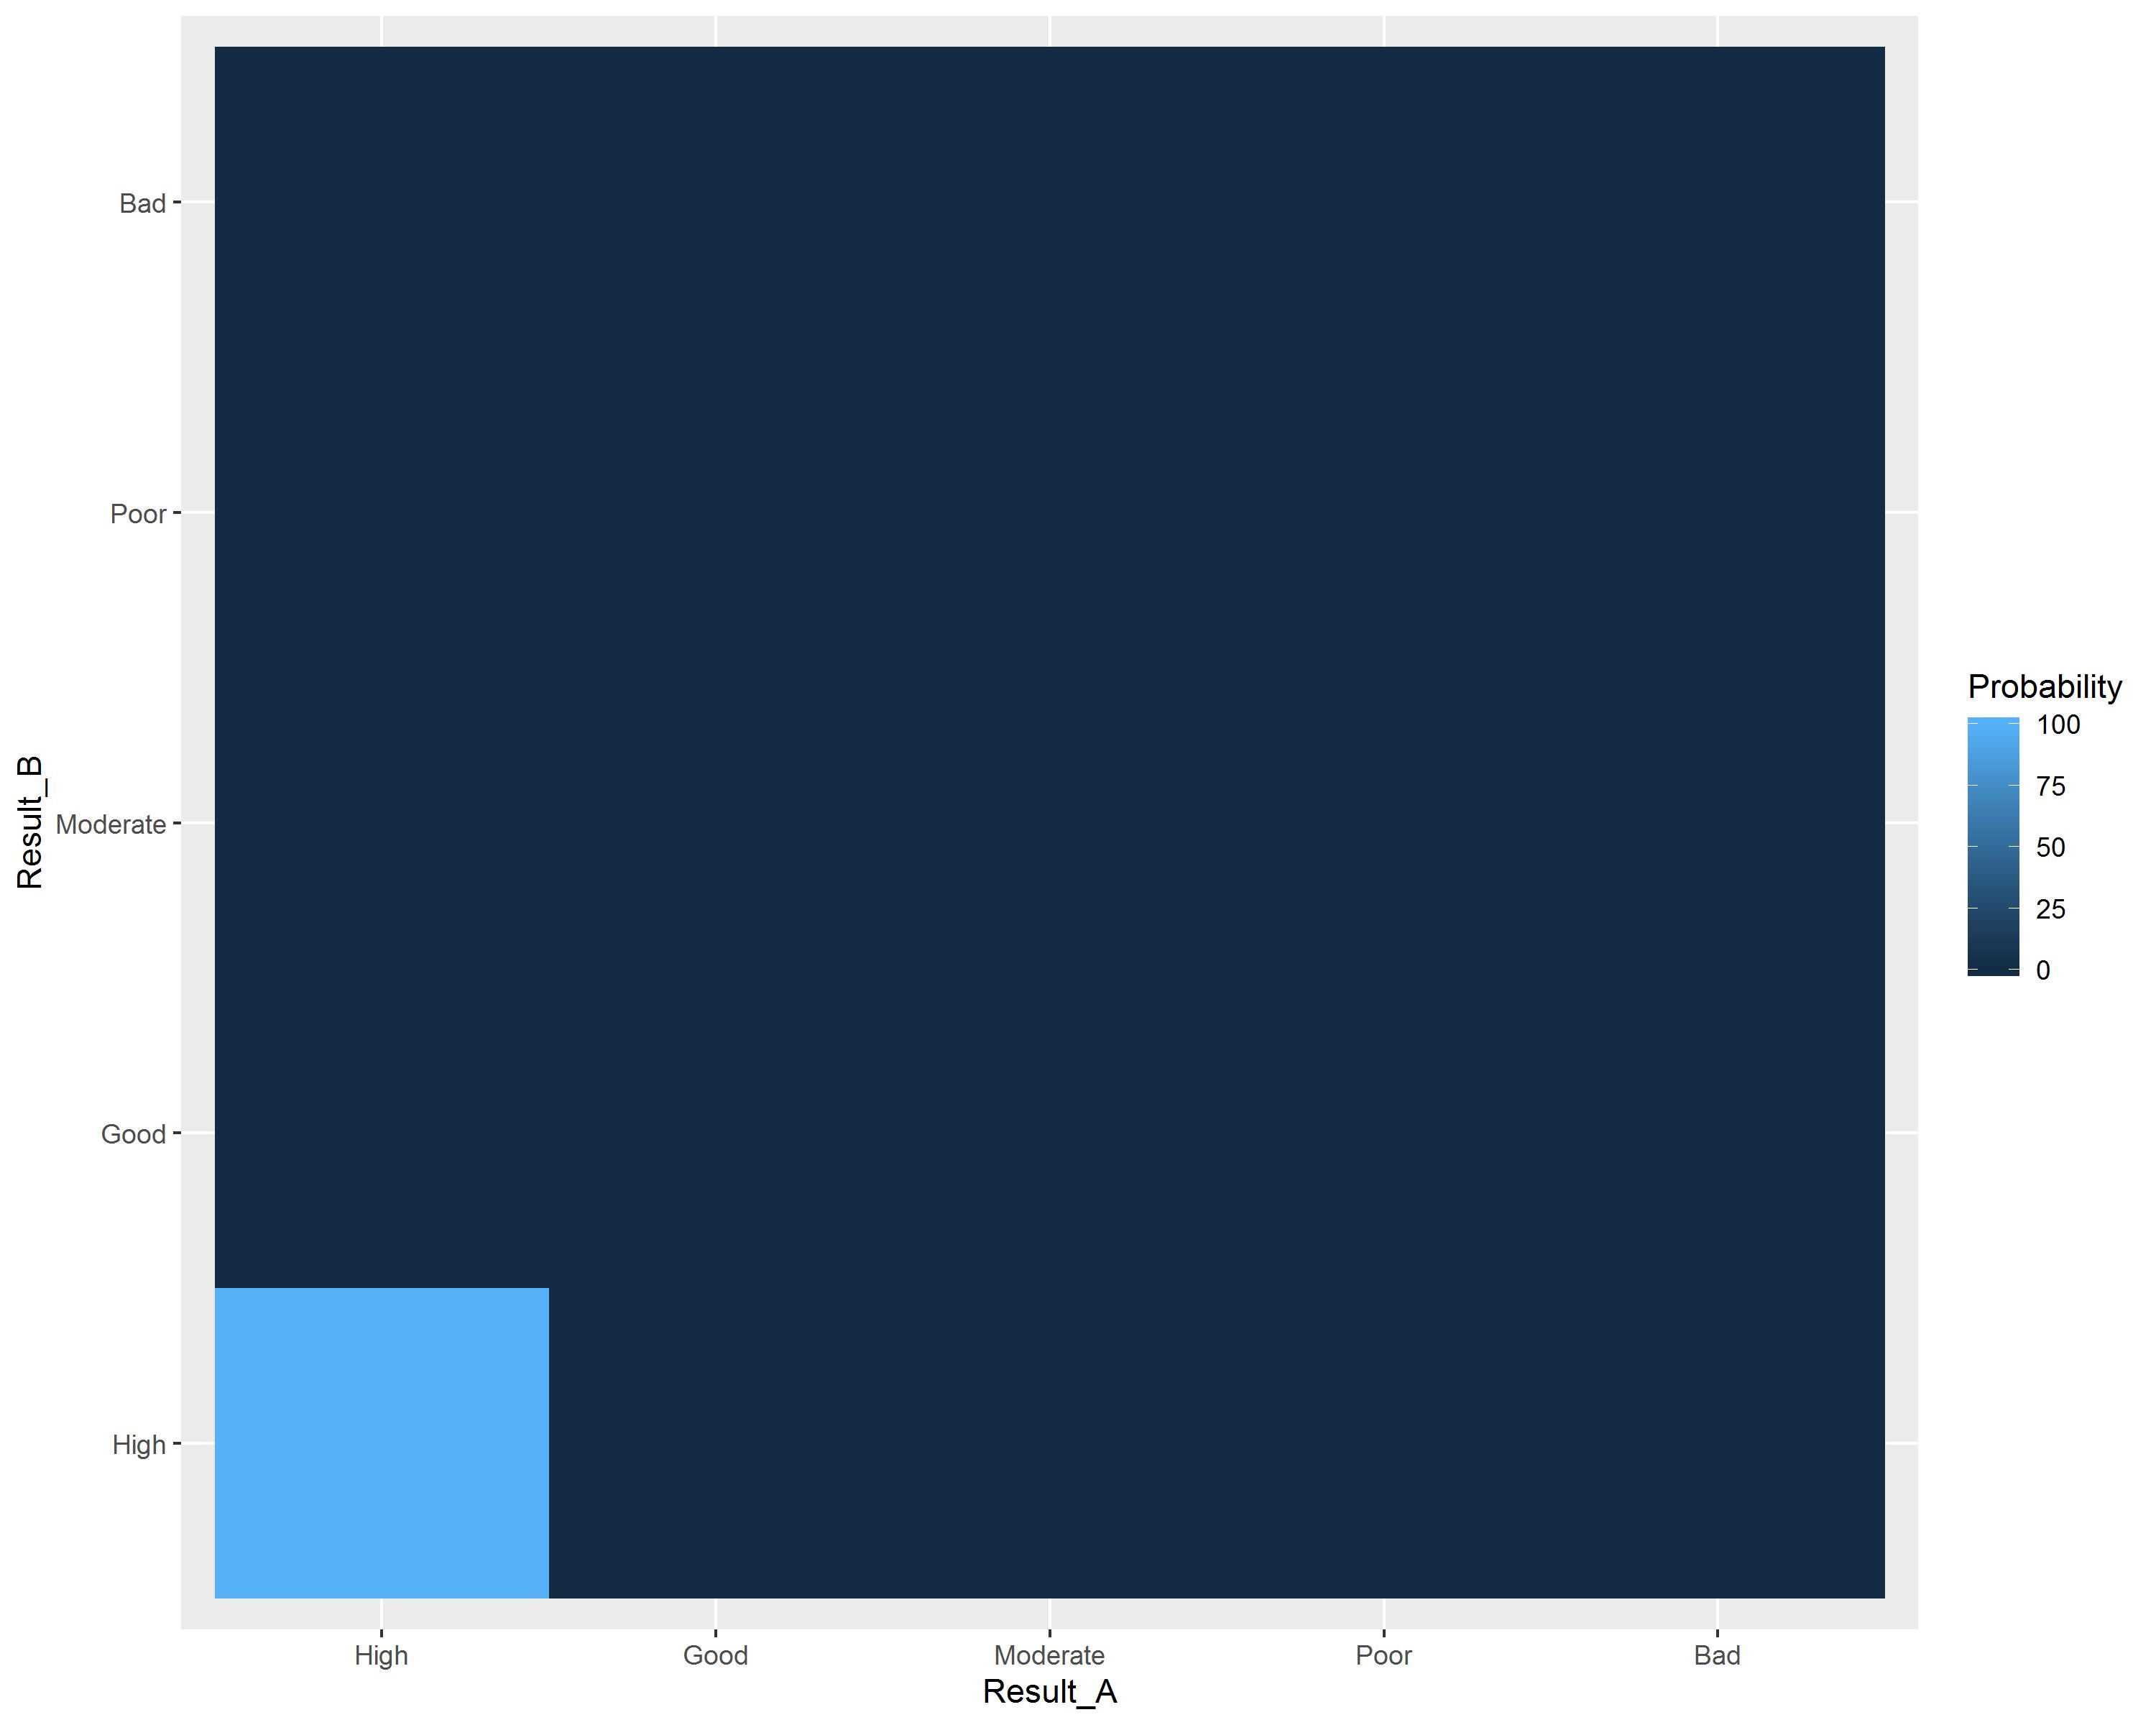 Result_B
Bad
Poor
Moderate
Good
High
High Good Moderate Poor Bad
Result_A
Probability
100
75
50
25
0